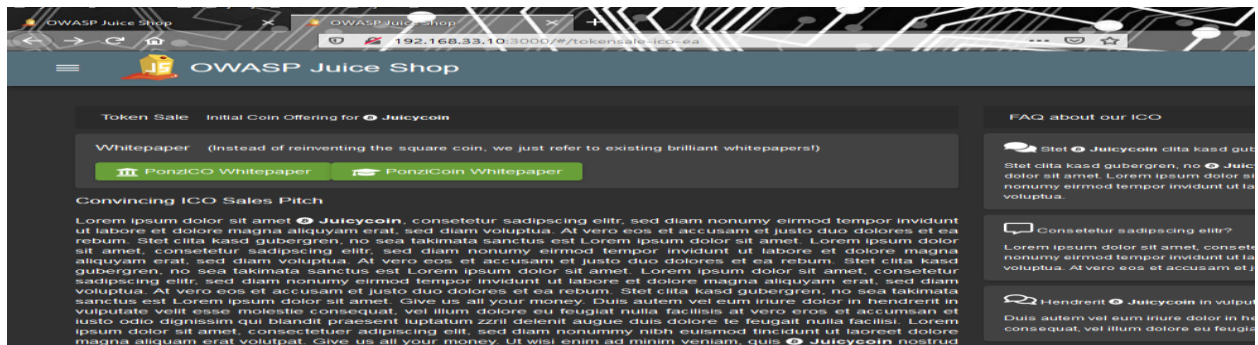 OWASP Juice Shop
OWASP Juice Shop
192.168.33.10:3000/#/tokensale-ico-ea
OWASP Juice Shop
Token Sale Initial Coin Offering for Juicycoin
Whitepaper (Instead of reinventing the square coin, we just refer to existing brilliant whitepapers!)
PonzICO Whitepaper PonziCoin Whitepaper
Convincing ICO Sales Pitch
Lorem ipsum dolor sit amet Juicycoin, consetetur sadipscing elitr, sed diam nonumy eirmod tempor invidunt
ut labore et dolore magna aliquyam erat, sed diam voluptua. At vero eos et accusam et justo duo dolores et ea
rebum. Stet clita kasd gubergren, no sea takimata sanctus est Lorem ipsum dolor sit amet. Lorem ipsum dolor
sit amet, consetetur sadipscing elitr, sed diam nonumy eirmod tempor invidunt ut labore et dolore magna
aliquyam erat, sed diam voluptua. At vero eos et accusam et justo duo dolores et ea rebum. Stet clita kasd
gubergren, no sea takimata sanctus est Lorem ipsum dolor sit amet. Lorem ipsum dolor sit amet, consetetur
sadipscing elitr, sed diam nonumy eirmod tempor invidunt ut labore et dolore magna aliquyam erat, sed diam
voluptua. At vero eos et accusam et justo duo dolores et ea rebum. Stet clita kasd gubergren, no sea takimata
sanctus est Lorem ipsum dolor sit amet. Give us all your money. Duis autem vel eum iriure dolor in hendrerit in
vulputate velit esse molestie consequat, vel illum dolore eu feugiat nulla facilisis at vero eros et accumsan et
iusto odio dignissim qui blandit praesent luptatum zzril delenit augue duis dolore te feugait nulla facilisi. Lorem
ipsum dolor sit amet, consectetuer adipiscing elit, sed diam nonummy nibh euismod tincidunt ut laoreet dolore
magna aliquam erat volutpat. Give us all your money. Ut wisi enim ad minim veniam, quis Juicycoin nostrud
FAQ about our ICO
Stet Juicycoin clita kasd gub
Stet clita kasd gubergren, no Juic
dolor sit amet. Lorem ipsum dolor si
nonumy eirmod tempor invidunt ut la
voluptua.
Consetetur sadipscing elitr?
Lorem ipsum dolor sit amet, consete
nonumy eirmod tempor invidunt ut la
voluptua. At vero eos et accusam et j
Hendrerit Juicycoin in vulput
Duis autem vel eum iriure dolor in he
consequat, vel illum dolore eu feugis